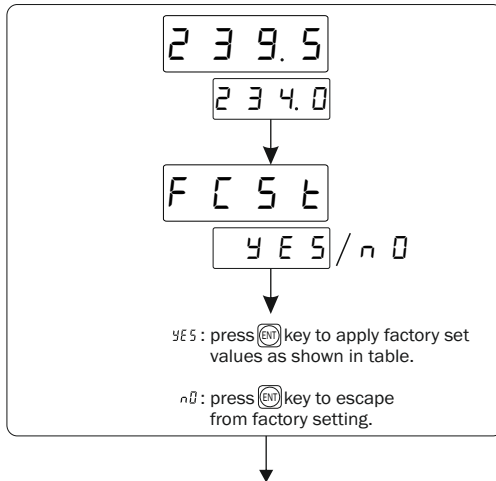 239.5
234.0
FCSt
YES/nO
YES: press ENT key to apply factory set
values as shown in table.
nO: press ENT key to escape
from factory setting.